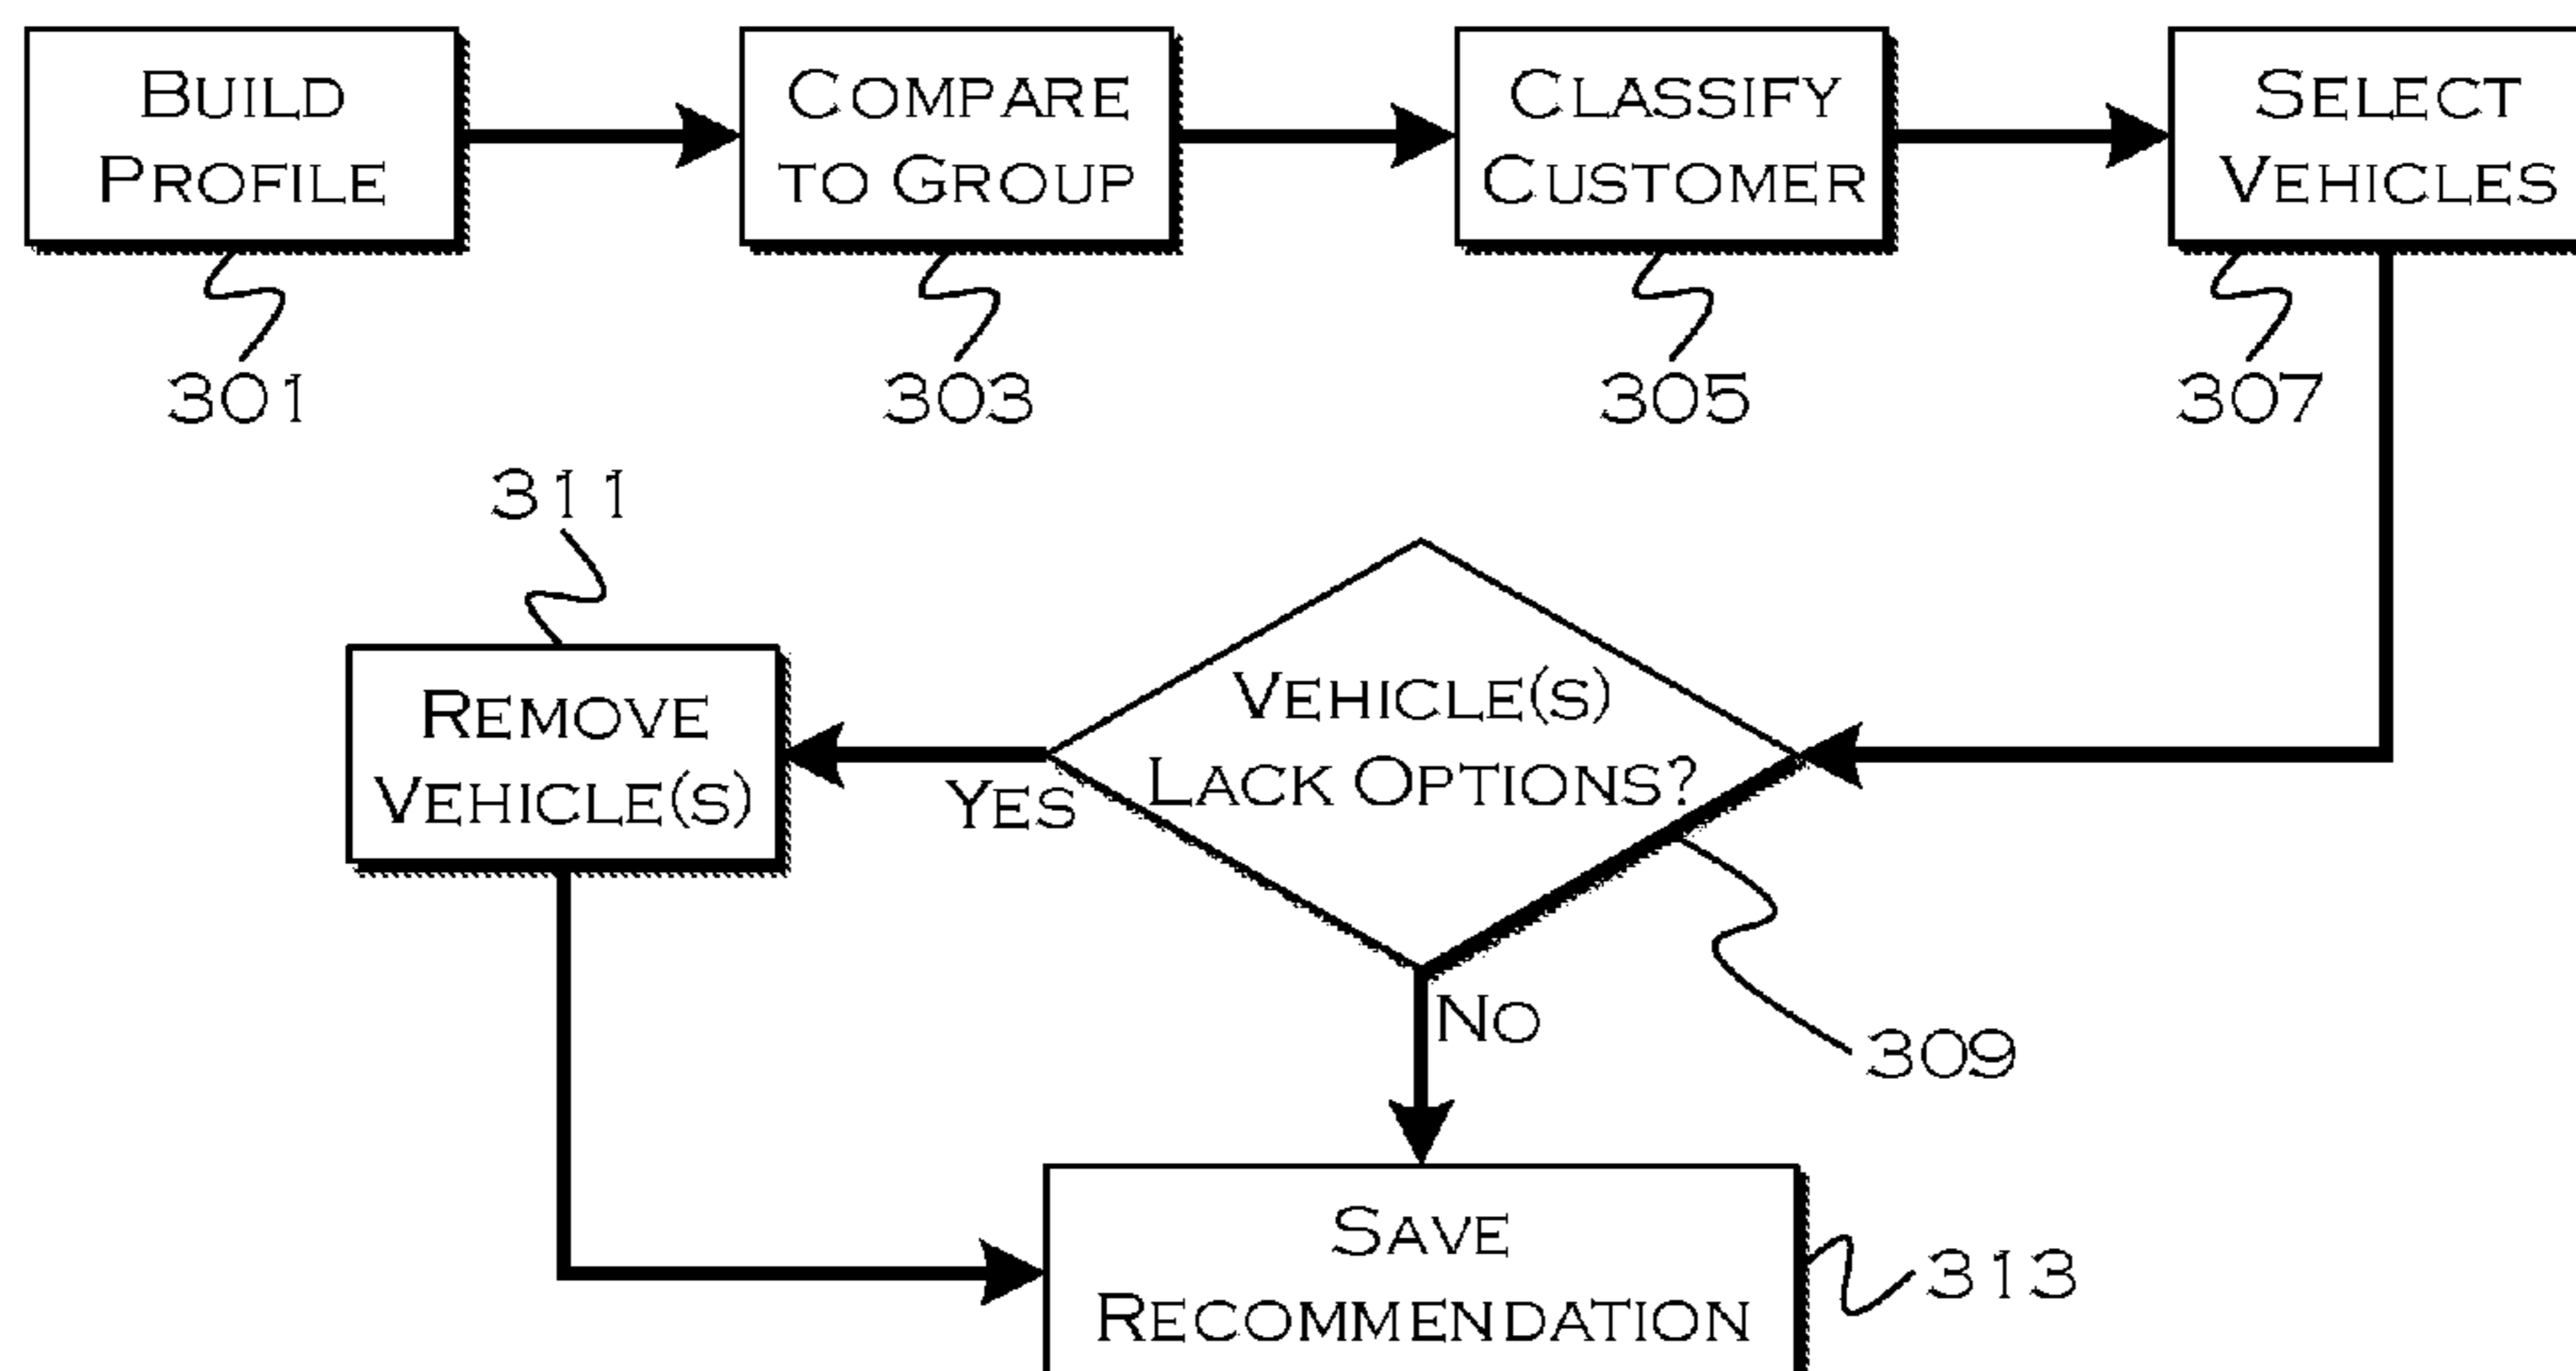 BUILD
PROFILE
COMPARE
TO GROUP
CLASSIFY
CUSTOMER
SELECT
VEHICLES
301
303
305
307
311
REMOVE
VEHICLE(S)
YES
VEHICLE(S)
LACK OPTIONS?
NO
309
SAVE
RECOMMENDATION
313